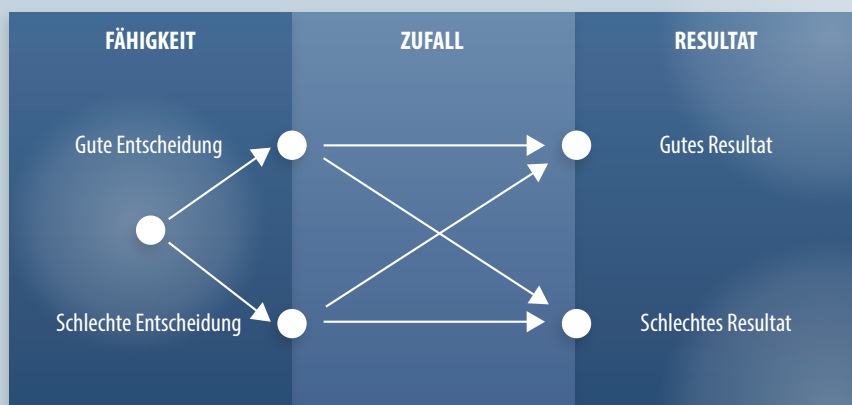 FÄHIGKEIT
ZUFALL
RESULTAT
Gute Entscheidung
Gutes Resultat
Schlechte Entscheidung
Schlechtes Resultat